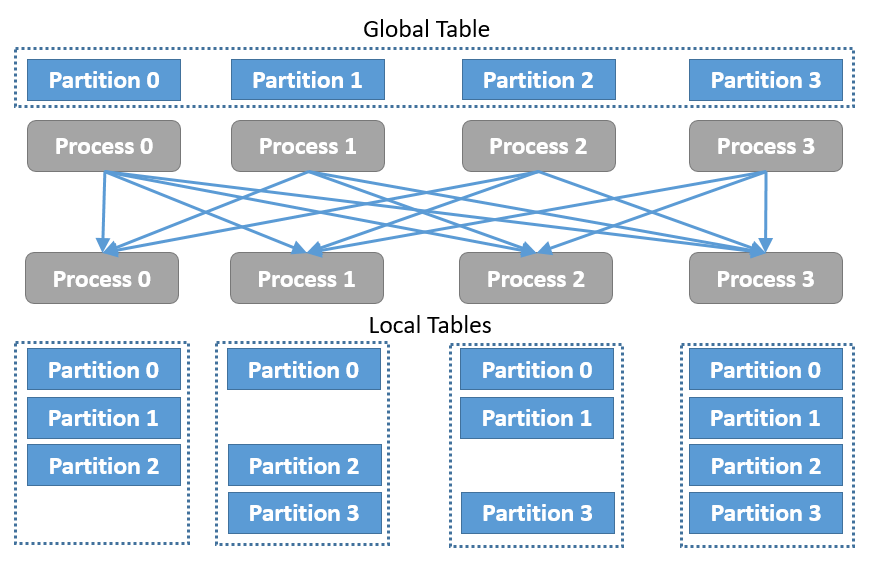 Global Table
Partition 0 Partition 1 Partition 2 Partition 3
Process 0 Process 1 Process 2 Process 3
Process 0 Process 1 Process 2 Process 3
Local Tables
Partition 0 Partition 0 Partition 0 Partition 0
Partition 1 Partition 1 Partition 1
Partition 2 Partition 2 Partition 2
Partition 3 Partition 3 Partition 3